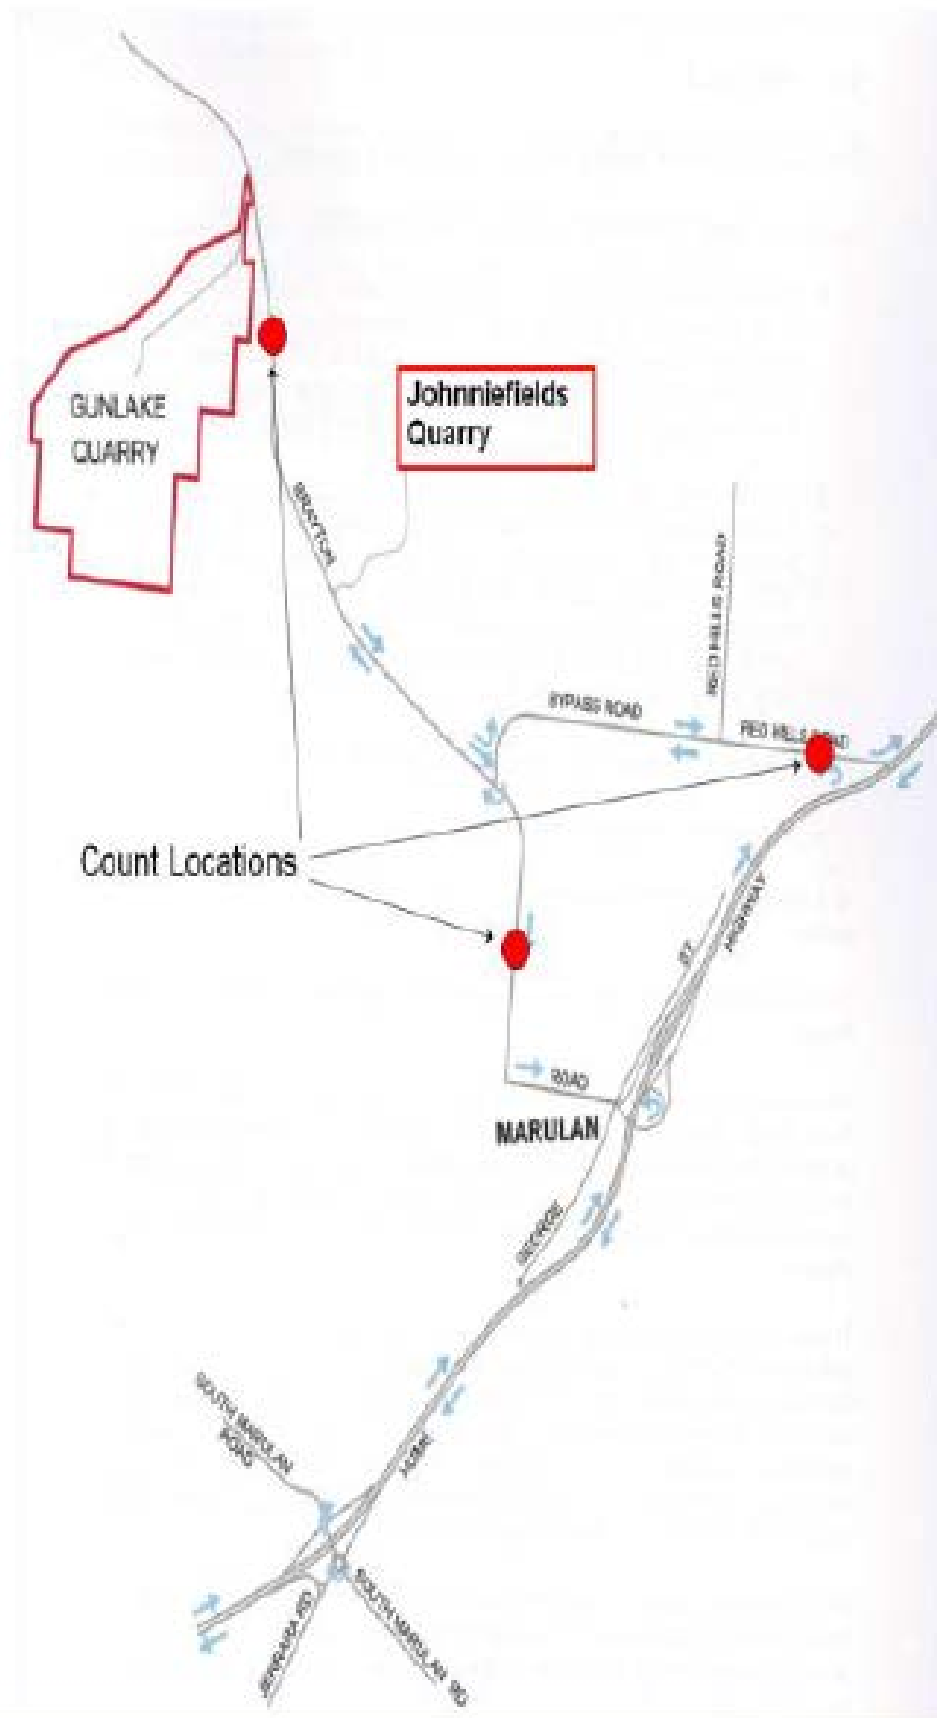 GUNLAKE
QUARRY
Johnniefields
Quarry
BRAYTON
RED HILLS ROAD
BYPASS ROAD
RED HILLS ROAD
Count Locations
ST
HIGHWAY
ROAD
MARULAN
GEORGE
SOUTH MARULAN
ROAD
HUME
JERRARA RD
SOUTH MARULAN RD